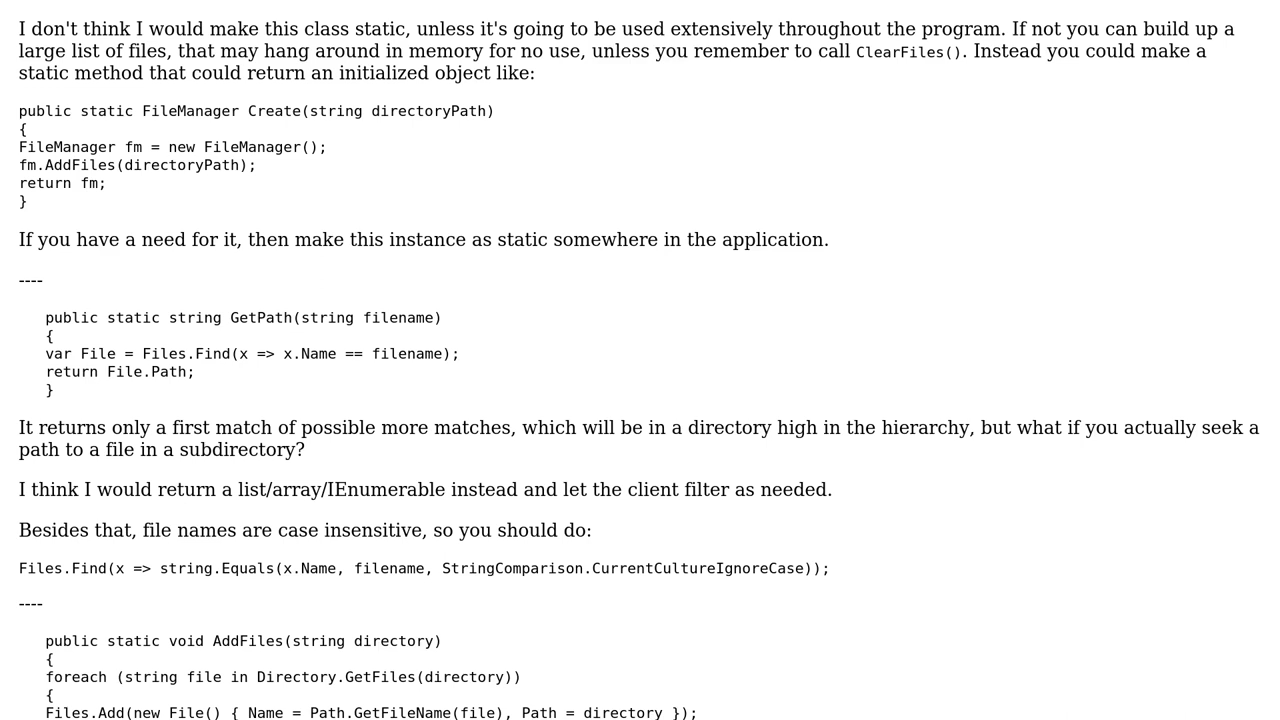 I don't think I would make this class static, unless it's going to be used extensively throughout the program. If not you can build up a
large list of files, that may hang around in memory for no use, unless you remember to call ClearFiles(). Instead you could make a
static method that could return an initialized object like:
public static FileManager Create(string directoryPath)
{
FileManager fm = new FileManager();
fm.AddFiles(directoryPath);
return fm;
}
If you have a need for it, then make this instance as static somewhere in the application.
----
public static string GetPath(string filename)
{
var File = Files.Find(x => x.Name == filename);
return File.Path;
}
It returns only a first match of possible more matches, which will be in a directory high in the hierarchy, but what if you actually seek a
path to a file in a subdirectory?
I think I would return a list/array/IEnumerable instead and let the client filter as needed.
Besides that, file names are case insensitive, so you should do:
Files.Find(x => string.Equals(x.Name, filename, StringComparison.CurrentCultureIgnoreCase));
----
public static void AddFiles(string directory)
{
foreach (string file in Directory.GetFiles(directory))
{
Files.Add(new File() { Name = Path.GetFileName(file), Path = directory });